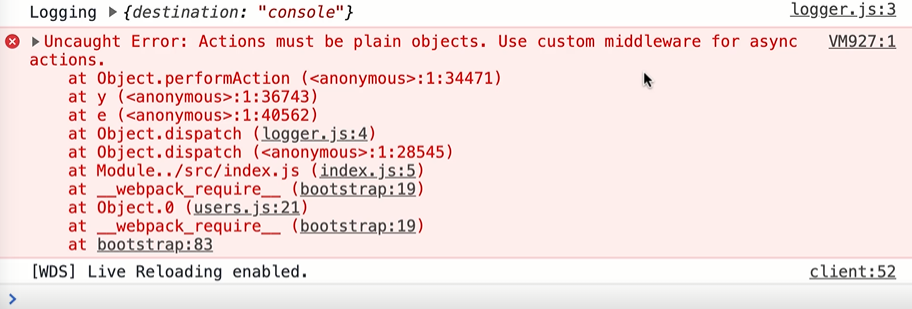 Logging ▶{destination: "console"} logger.js:3
▶Uncaught Error: Actions must be plain objects. Use custom middleware for async VM927:1
actions.
at Object.performAction (<anonymous>:1:34471)
at y (<anonymous>:1:36743)
at e (<anonymous>:1:40562)
at Object.dispatch (logger.js:4)
at Object.dispatch (<anonymous>:1:28545)
at Module../src/index.js (index.js:5)
at __webpack_require__ (bootstrap:19)
at Object.0 (users.js:21)
at __webpack_require__ (bootstrap:19)
at bootstrap:83
[WDS] Live Reloading enabled. client:52
>